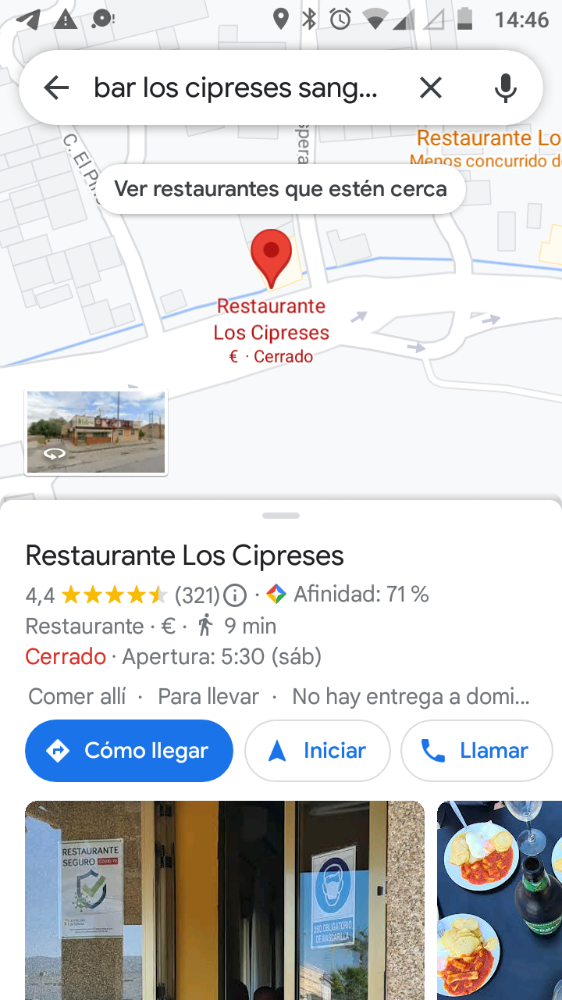 14:46
bar los cipreses sang...
C. El Pin
spera
Restaurante Lo
Menos concurrido de
Ver restaurantes que estén cerca
Restaurante
Los Cipreses
€ · Cerrado
Restaurante Los Cipreses
4,4 (321) · Afinidad: 71 %
Restaurante · € · 9 min
Cerrado · Apertura: 5:30 (sáb)
Comer allí · Para llevar · No hay entrega a domi...
Cómo llegar
Iniciar
Llamar
RESTAURANTE
SEGURO COVID-19
USO OBLIGATORIO
DE MASCARILLA